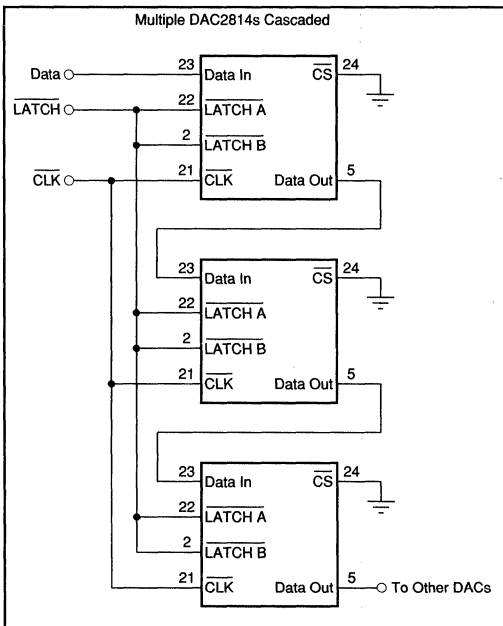 Multiple DAC2814s Cascaded
Data
LATCH
CLK
23
Data In
CS
24
22
LATCH A
2
LATCH B
21
CLK
Data Out
5
23
Data In
CS
24
22
LATCH A
2
LATCH B
21
CLK
Data Out
5
23
Data In
CS
24
22
LATCH A
2
LATCH B
21
CLK
Data Out
5
To Other DACs